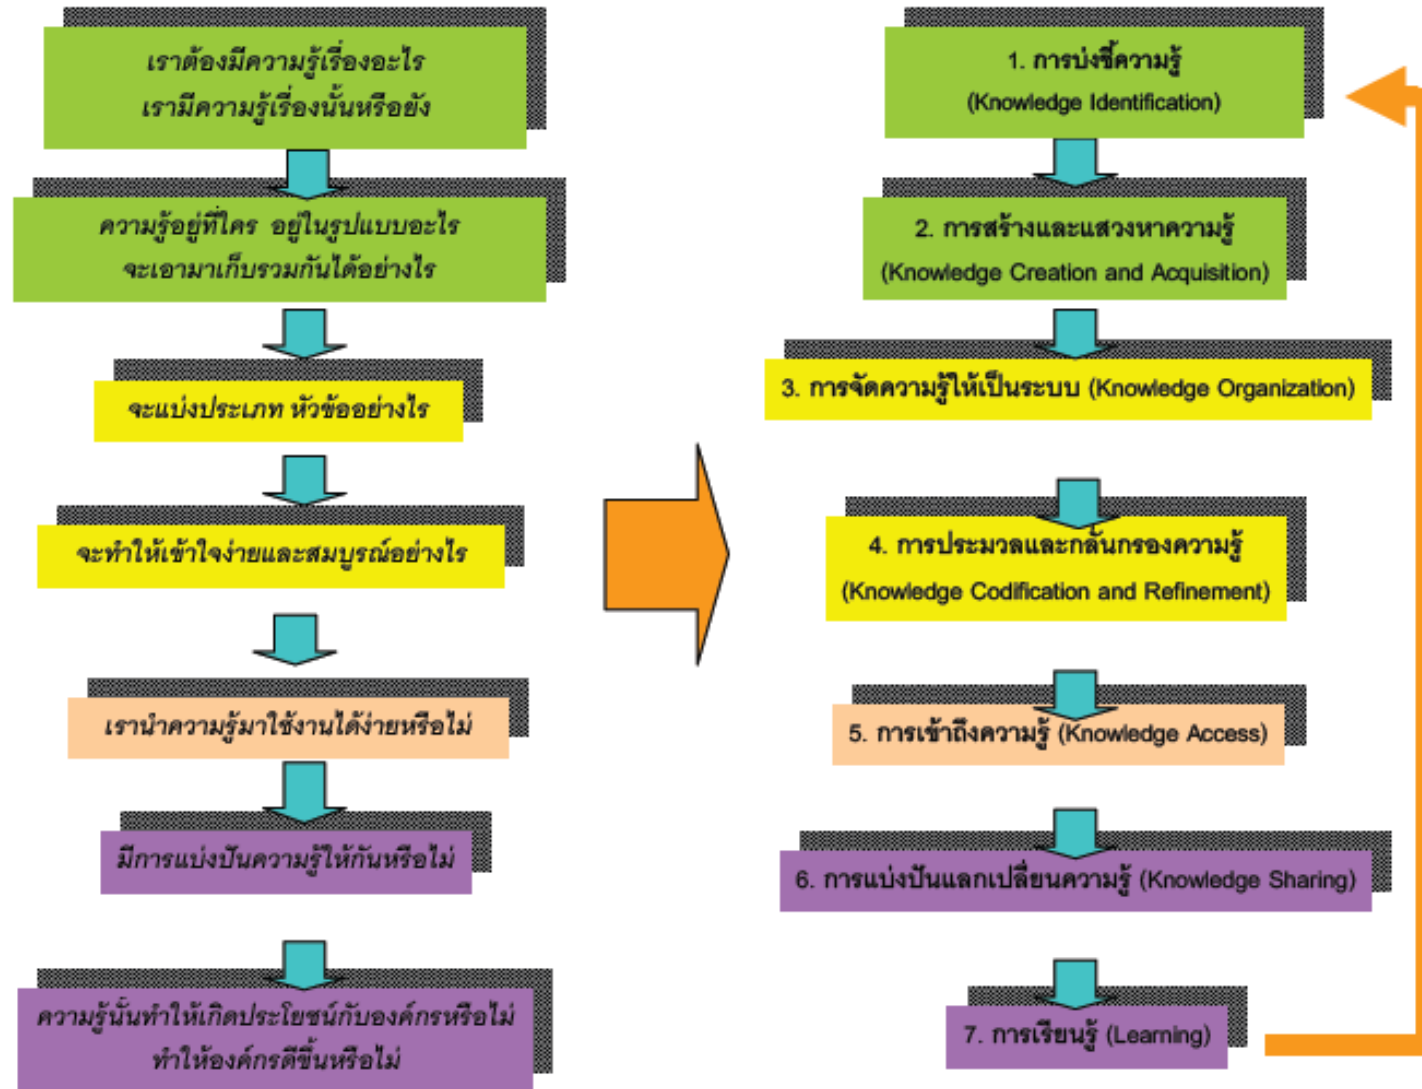 เราต้องมีความรู้เรื่องอะไร
เรามีความรู้เรื่องนั้นหรือยัง
ความรู้อยู่ที่ใคร อยู่ในรูปแบบอะไร
จะเอามาเก็บรวมกันได้อย่างไร
จะแบ่งประเภท หัวข้ออย่างไร
จะทำให้เข้าใจง่ายและสมบูรณ์อย่างไร
เรานำความรู้มาใช้งานได้ง่ายหรือไม่
มีการแบ่งปันความรู้ให้กันหรือไม่
ความรู้นั้นทำให้เกิดประโยชน์กับองค์กรหรือไม่
ทำให้องค์กรดีขึ้นหรือไม่
1. การบ่งชี้ความรู้
(Knowledge Identification)
2. การสร้างและแสวงหาความรู้
(Knowledge Creation and Acquisition)
3. การจัดความรู้ให้เป็นระบบ (Knowledge Organization)
4. การประมวลและกลั่นกรองความรู้
(Knowledge Codification and Refinement)
5. การเข้าถึงความรู้ (Knowledge Access)
6. การแบ่งปันแลกเปลี่ยนความรู้ (Knowledge Sharing)
7. การเรียนรู้ (Learning)